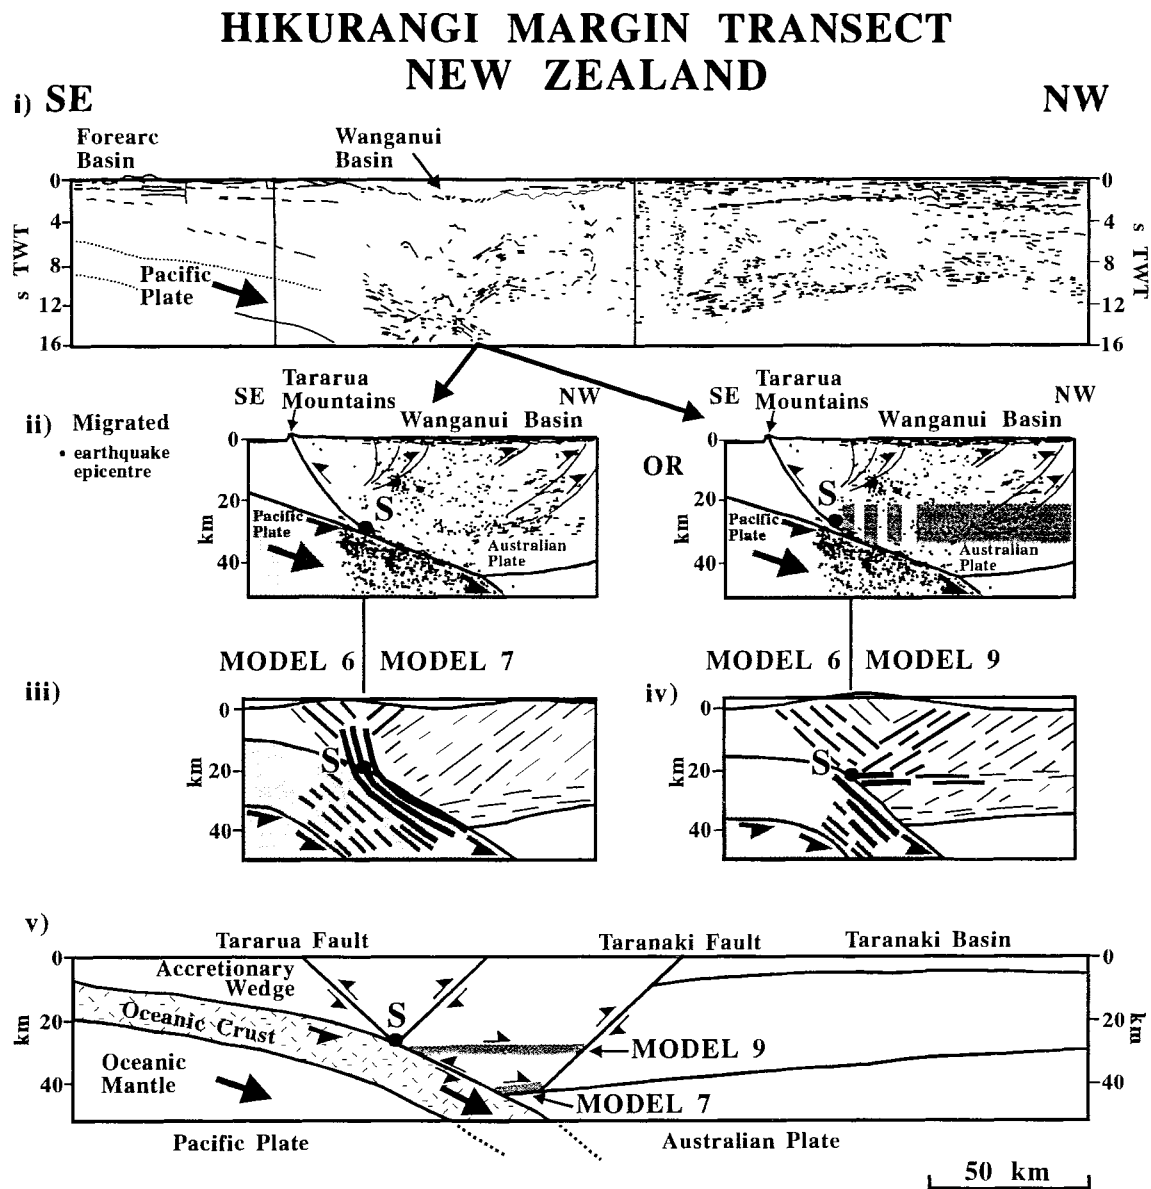 HIKURANGI MARGIN TRANSECT
NEW ZEALAND
i) SE
NW
Forearc
Basin
Wanganui
Basin
0
4
8
12
16
s TWT
0
4
8
12
16
s TWT
Pacific
Plate
ii) Migrated
• earthquake
epicentre
SE
Tararua
Mountains
NW
Wanganui Basin
0
20
40
km
S
Pacific
Plate
Australian
Plate
OR
SE
Tararua
Mountains
NW
Wanganui Basin
0
20
40
km
S
Pacific
Plate
Australian
Plate
MODEL 6
MODEL 7
MODEL 6
MODEL 9
iii)
0
20
40
km
S
iv)
0
20
40
km
S
v)
Tararua Fault
Taranaki Fault
Taranaki Basin
0
20
40
km
0
20
40
km
Accretionary
Wedge
Oceanic Crust
S
Oceanic
Mantle
MODEL 9
MODEL 7
Pacific Plate
Australian Plate
50 km